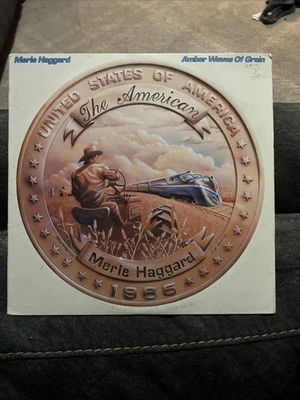 Merle Haggard
Amber Waves Of Grain
UNITED STATES OF AMERICA
The American
Merle Haggard
1985